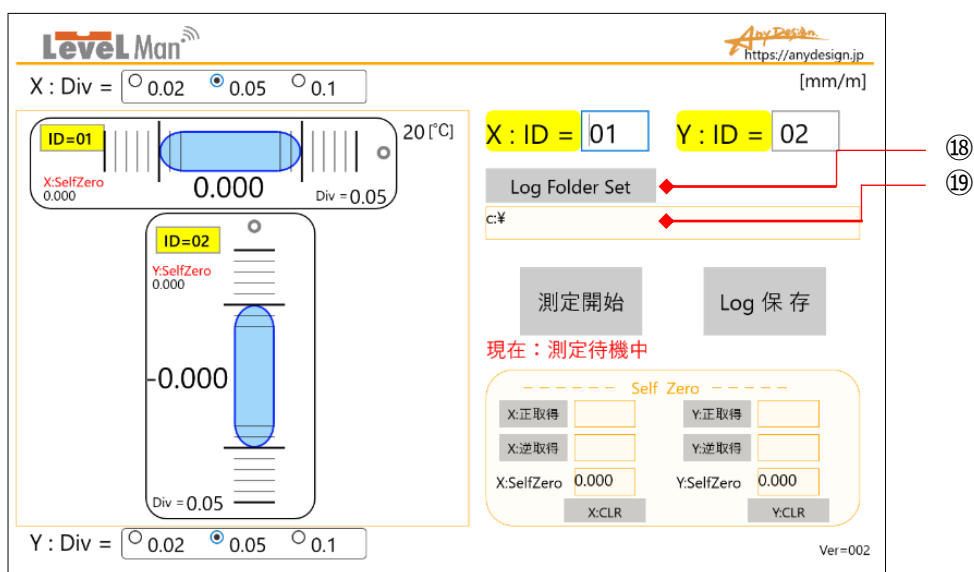 LeveL Man
Any Design
https://anydesign.jp
X : Div = 0.02 0.05 0.1
[mm/m]
ID=01
20 [°C]
X:SelfZero
0.000
0.000
Div = 0.05
ID=02
Y:SelfZero
0.000
-0.000
Div = 0.05
Y : Div = 0.02 0.05 0.1
X : ID = 01
Y : ID = 02
Log Folder Set
⑱
c:¥
⑲
測定開始
Log 保 存
現在：測定待機中
Self Zero
X:正取得
Y:正取得
X:逆取得
Y:逆取得
X:SelfZero 0.000
Y:SelfZero 0.000
X:CLR
Y:CLR
Ver=002